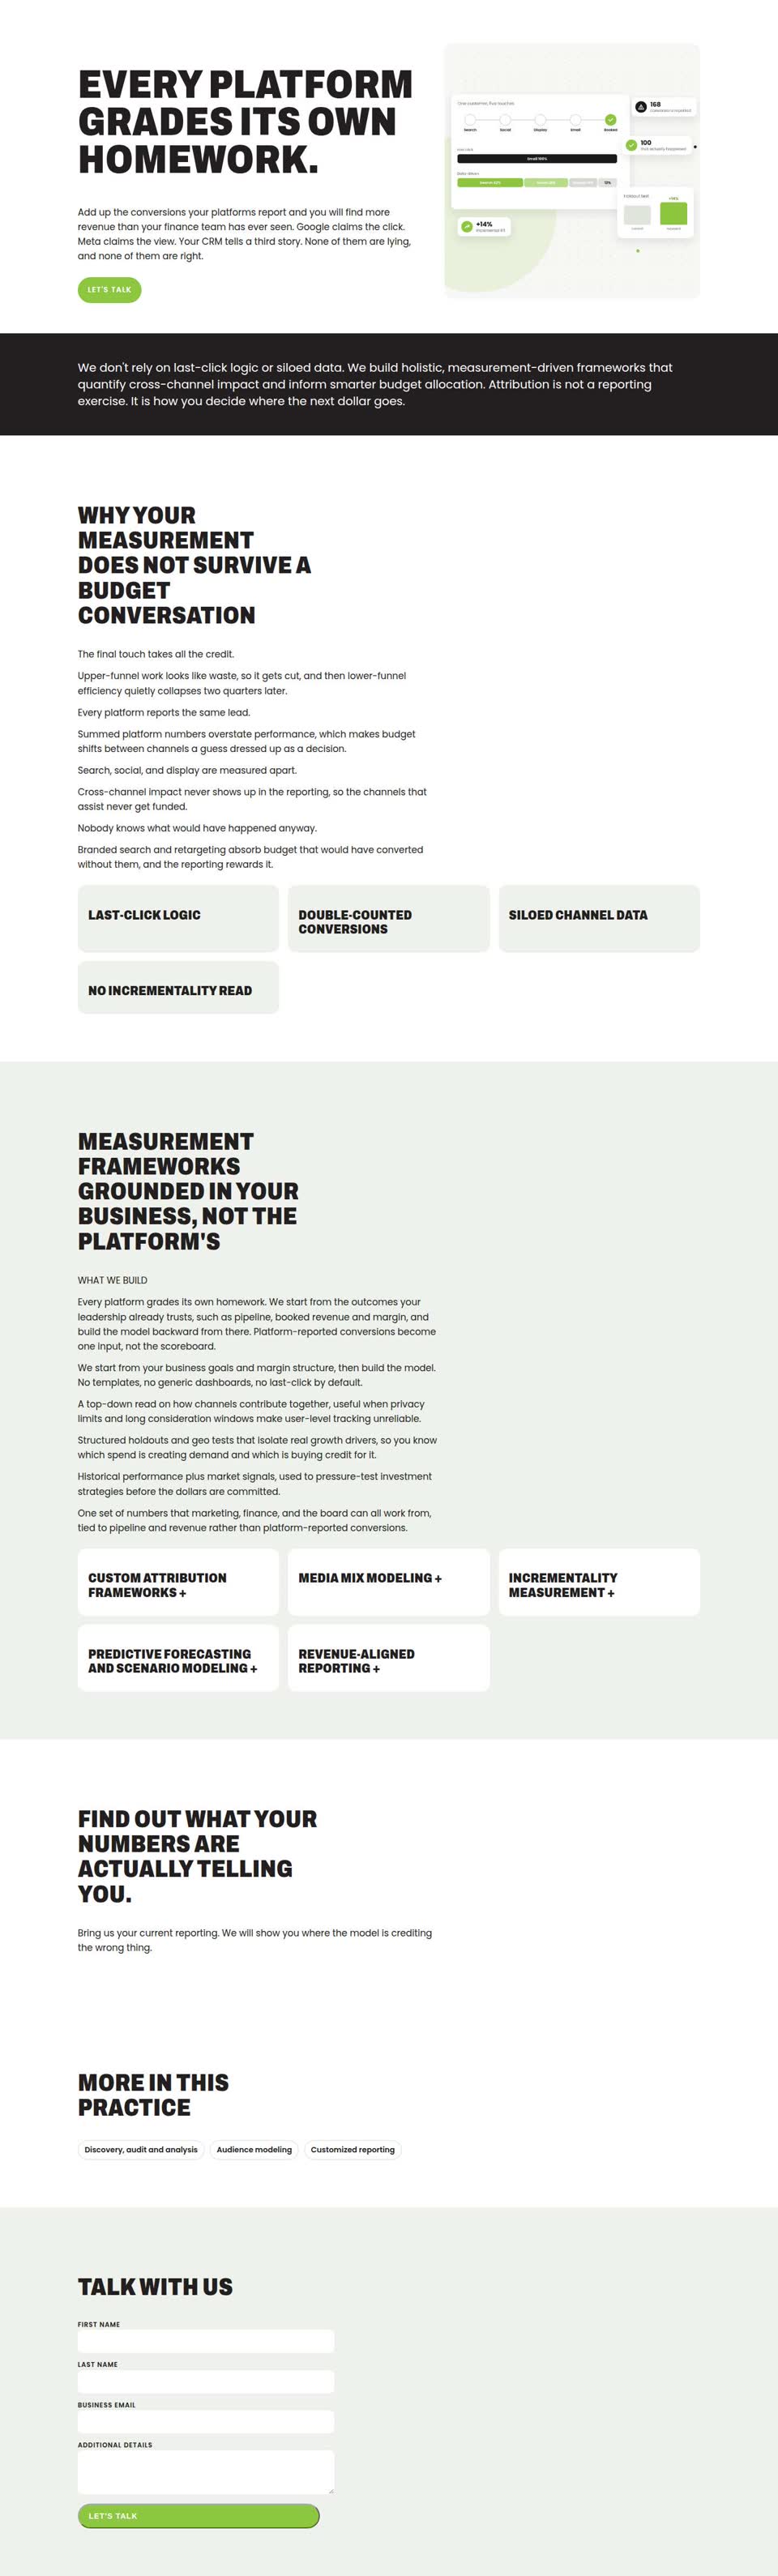 EVERY PLATFORM
GRADES ITS OWN
HOMEWORK.
Add up the conversions your platforms report and you will find more
revenue than your finance team has ever seen. Google claims the click.
Meta claims the view. Your CRM tells a third story. None of them are lying,
and none of them are right.
LET'S TALK
One customer, five touches
Search
Social
Display
Email
Booked
Email 100%
168
100
+14%
We don't rely on last-click logic or siloed data. We build holistic, measurement-driven frameworks that
quantify cross-channel impact and inform smarter budget allocation. Attribution is not a reporting
exercise. It is how you decide where the next dollar goes.
WHY YOUR
MEASUREMENT
DOES NOT SURVIVE A
BUDGET
CONVERSATION
The final touch takes all the credit.
Upper-funnel work looks like waste, so it gets cut, and then lower-funnel
efficiency quietly collapses two quarters later.
Every platform reports the same lead.
Summed platform numbers overstate performance, which makes budget
shifts between channels a guess dressed up as a decision.
Search, social, and display are measured apart.
Cross-channel impact never shows up in the reporting, so the channels that
assist never get funded.
Nobody knows what would have happened anyway.
Branded search and retargeting absorb budget that would have converted
without them, and the reporting rewards it.
LAST-CLICK LOGIC
DOUBLE-COUNTED
CONVERSIONS
SILOED CHANNEL DATA
NO INCREMENTALITY READ
MEASUREMENT
FRAMEWORKS
GROUNDED IN YOUR
BUSINESS, NOT THE
PLATFORM'S
WHAT WE BUILD
Every platform grades its own homework. We start from the outcomes your
leadership already trusts, such as pipeline, booked revenue and margin, and
build the model backward from there. Platform-reported conversions become
one input, not the scoreboard.
We start from your business goals and margin structure, then build the model.
No templates, no generic dashboards, no last-click by default.
A top-down read on how channels contribute together, useful when privacy
limits and long consideration windows make user-level tracking unreliable.
Structured holdouts and geo tests that isolate real growth drivers, so you know
which spend is creating demand and which is buying credit for it.
Historical performance plus market signals, used to pressure-test investment
strategies before the dollars are committed.
One set of numbers that marketing, finance, and the board can all work from,
tied to pipeline and revenue rather than platform-reported conversions.
CUSTOM ATTRIBUTION
FRAMEWORKS +
MEDIA MIX MODELING +
INCREMENTALITY
MEASUREMENT +
PREDICTIVE FORECASTING
AND SCENARIO MODELING +
REVENUE-ALIGNED
REPORTING +
FIND OUT WHAT YOUR
NUMBERS ARE
ACTUALLY TELLING
YOU.
Bring us your current reporting. We will show you where the model is crediting
the wrong thing.
MORE IN THIS
PRACTICE
Discovery, audit and analysis
Audience modeling
Customized reporting
TALK WITH US
FIRST NAME
LAST NAME
BUSINESS EMAIL
ADDITIONAL DETAILS
LET'S TALK